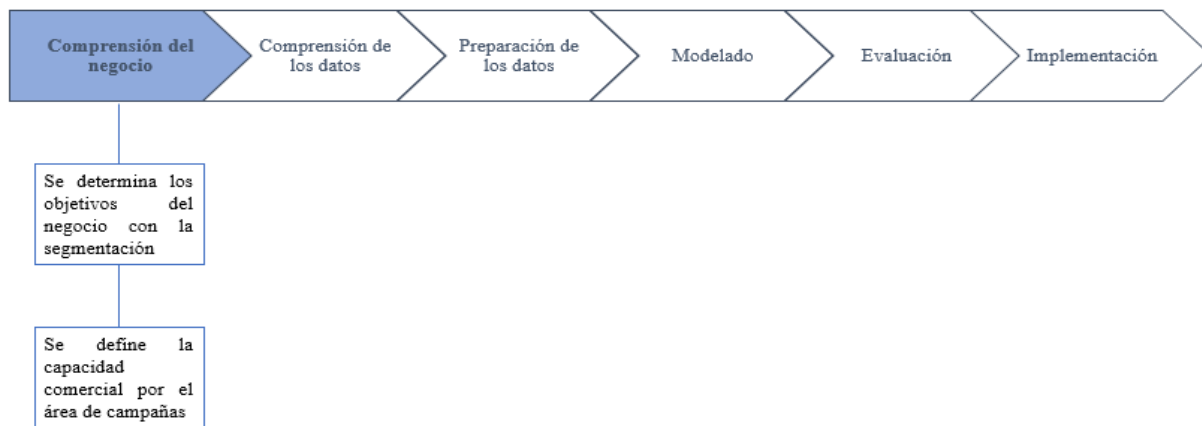 Comprensión del
negocio
Comprensión de
los datos
Preparación de
los datos
Modelado
Evaluación
Implementación
Se determina los
objetivos del
negocio con la
segmentación
Se define la
capacidad
comercial por el
área de campañas